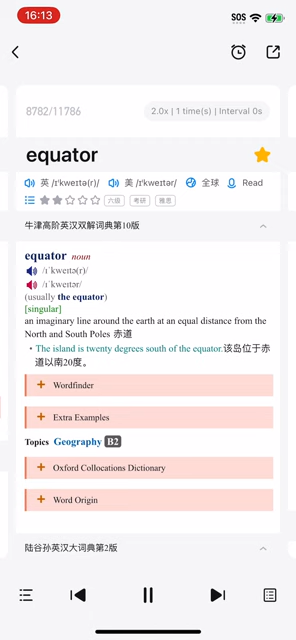 16:13
SOS
8782/11786
2.0x | 1 time(s) | Interval 0s
equator
英 /ɪˈkweɪtə(r)/ 美 /ɪˈkweɪtər/ 全球 Read
六级 考研 雅思
牛津高阶英汉双解词典第10版
equator noun
/ɪˈkweɪtə(r)/
/ɪˈkweɪtər/
(usually the equator)
[singular]
an imaginary line around the earth at an equal distance from the
North and South Poles 赤道
• The island is twenty degrees south of the equator.该岛位于赤
道以南20度。
+ Wordfinder
+ Extra Examples
Topics Geography B2
+ Oxford Collocations Dictionary
+ Word Origin
陆谷孙英汉大词典第2版